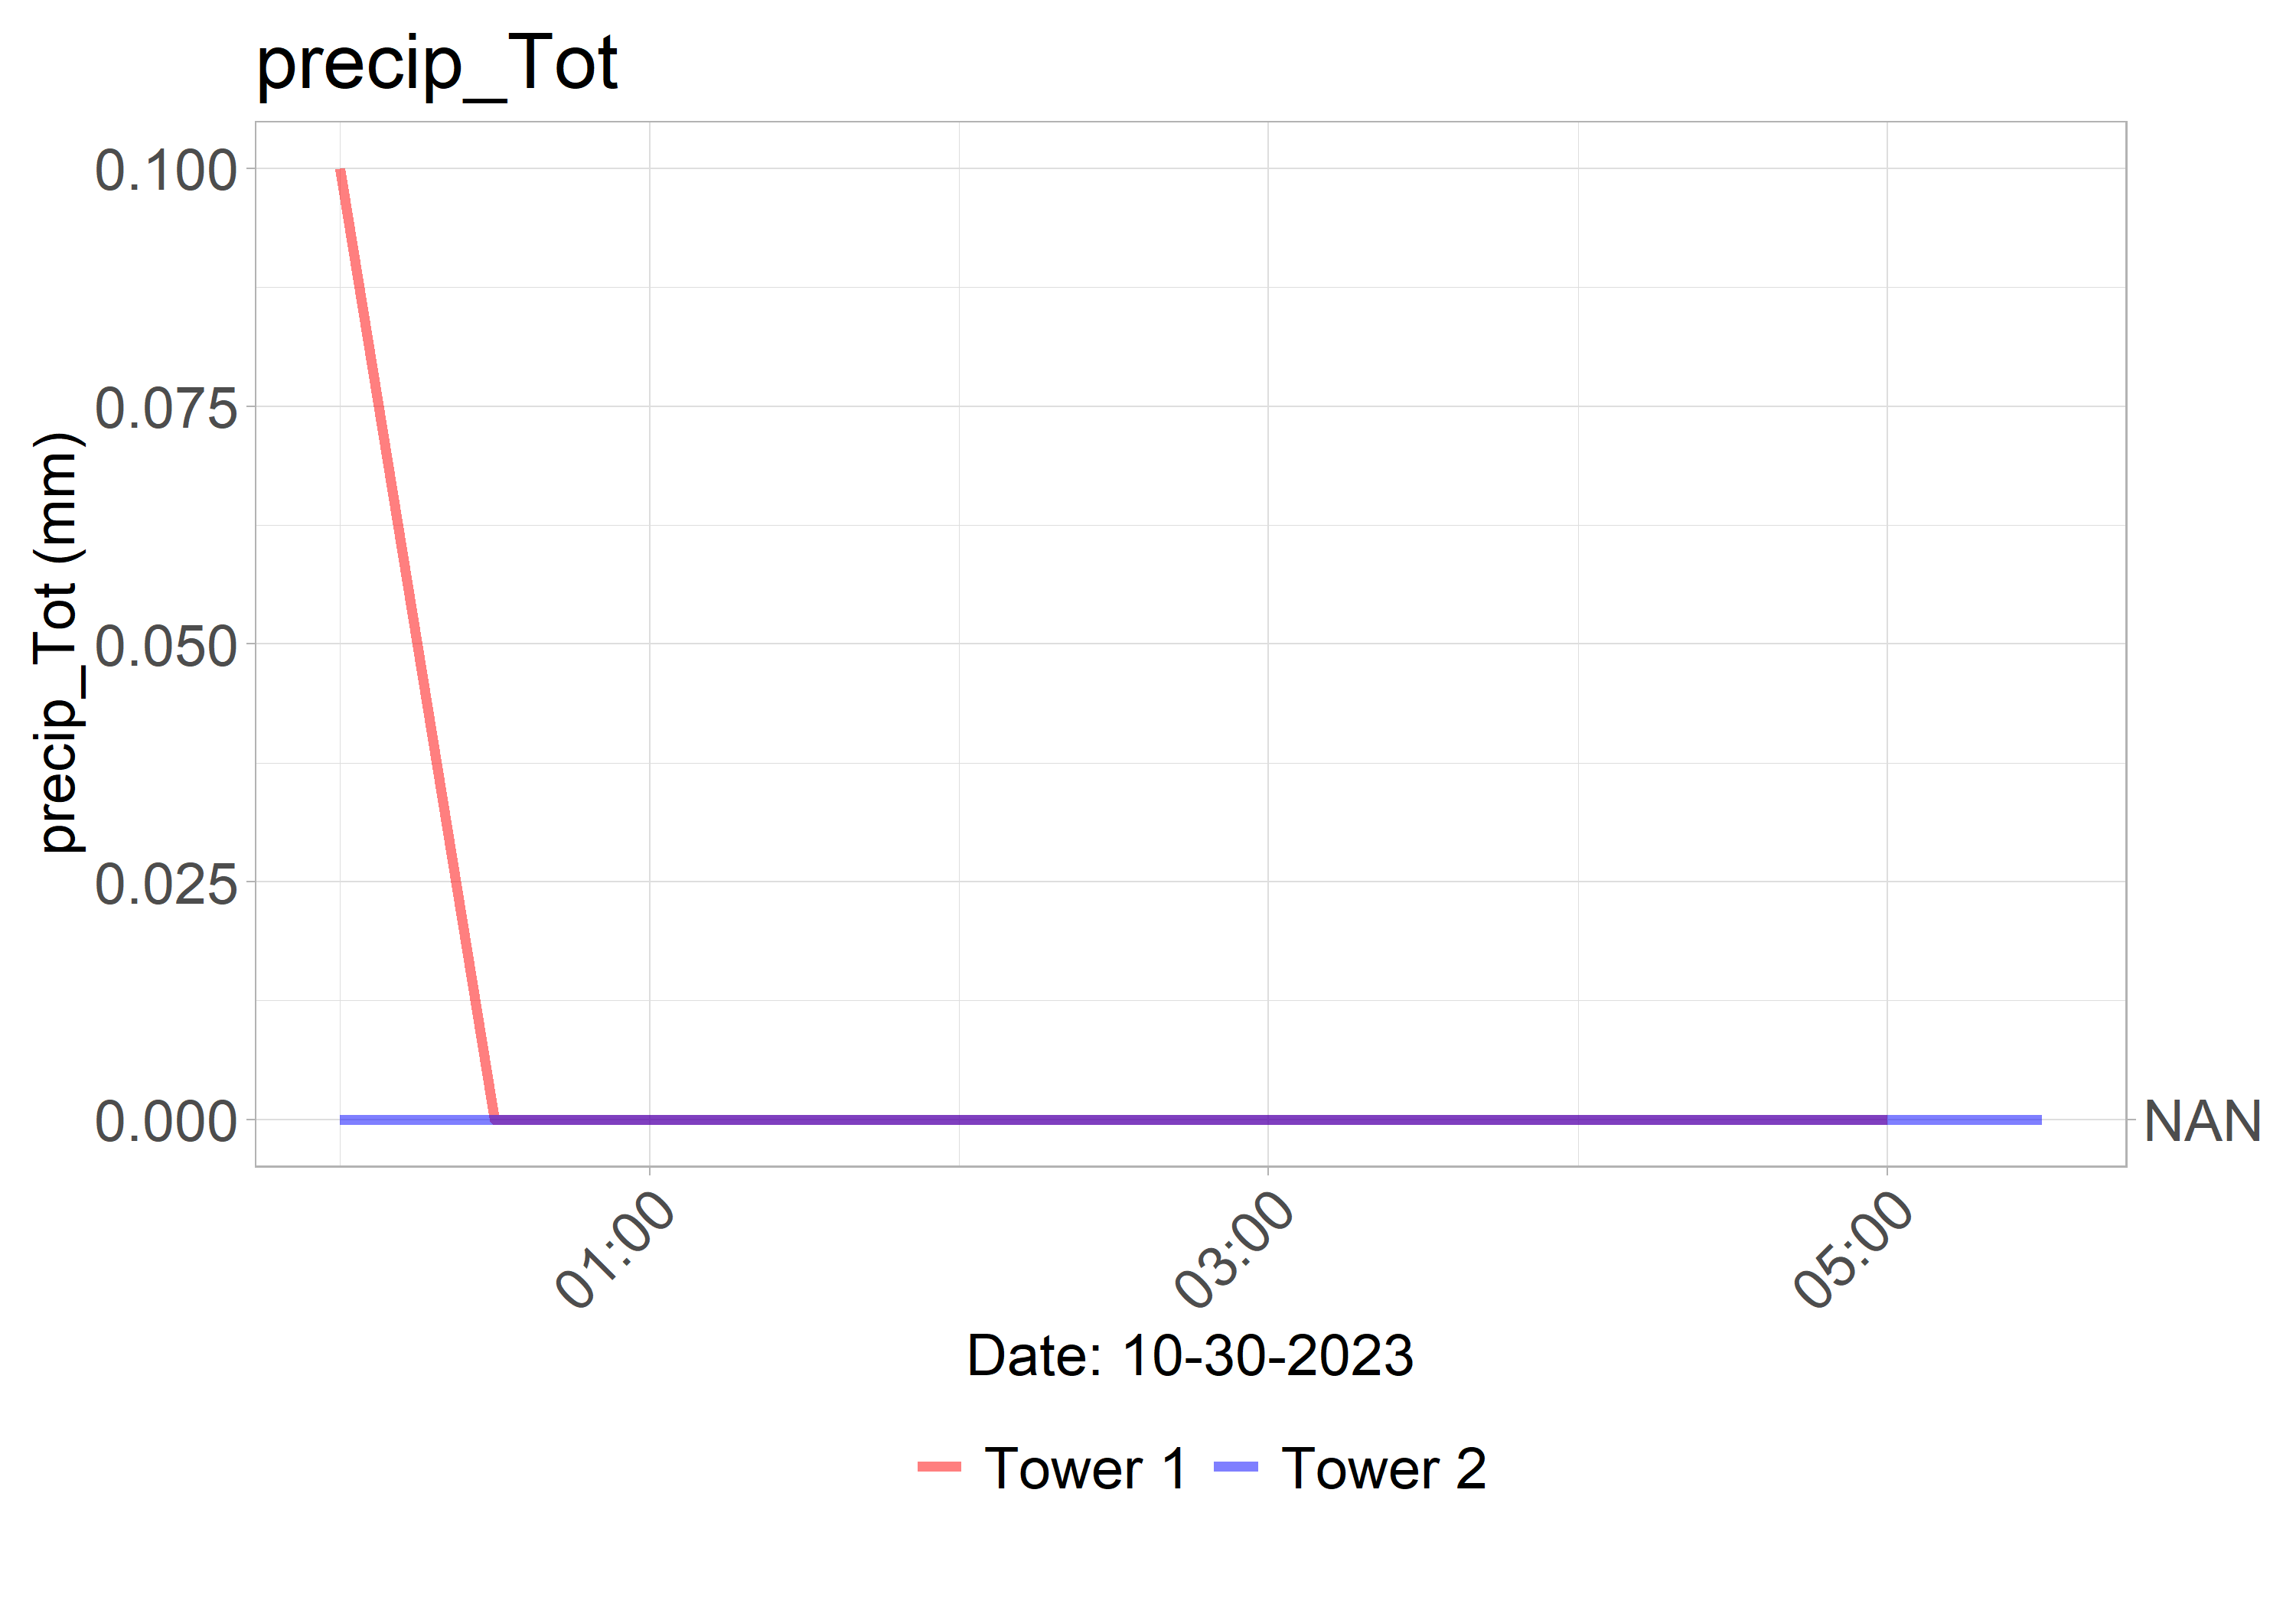 precip_Tot
precip_Tot (mm)
0.100
0.075
0.050
0.025
0.000
NAN
01:00
03:00
05:00
Date: 10-30-2023
Tower 1
Tower 2